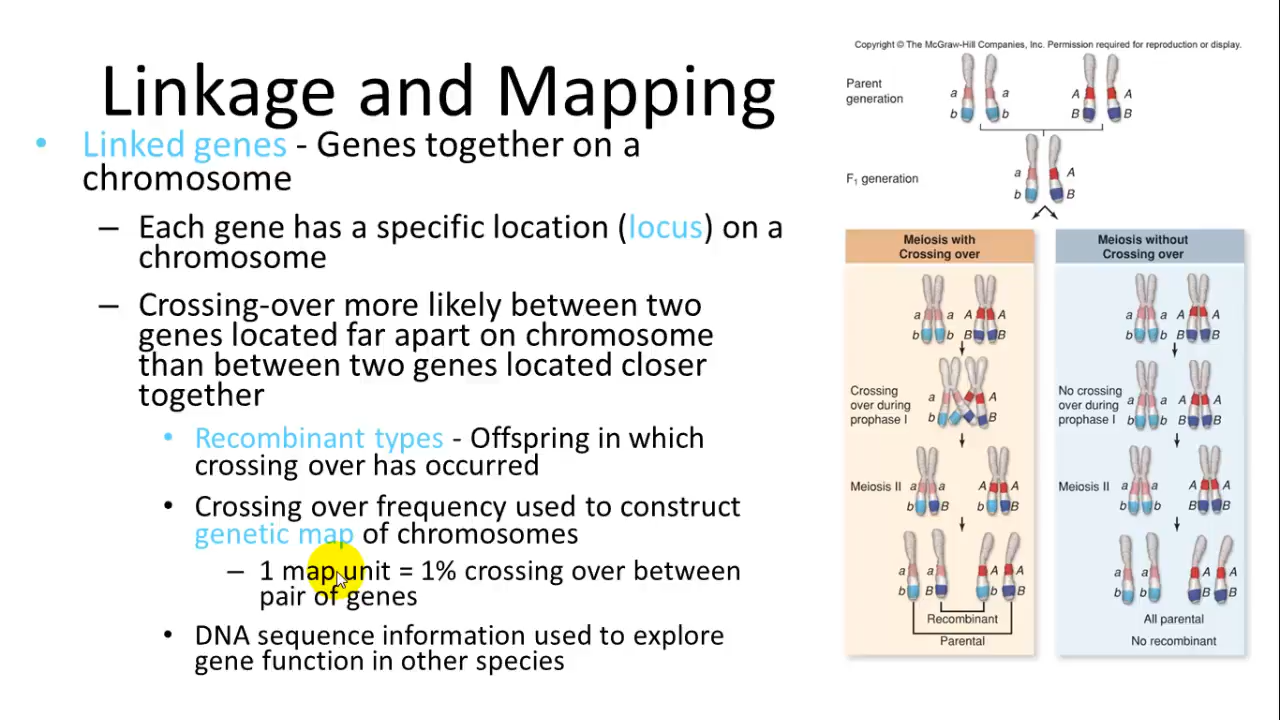 Linkage and Mapping
• Linked genes - Genes together on a
chromosome
– Each gene has a specific location (locus) on a
chromosome
– Crossing-over more likely between two
genes located far apart on chromosome
than between two genes located closer
together
• Recombinant types - Offspring in which
crossing over has occurred
• Crossing over frequency used to construct
genetic map of chromosomes
– 1 map unit = 1% crossing over between
pair of genes
• DNA sequence information used to explore
gene function in other species
Copyright © The McGraw-Hill Companies, Inc. Permission required for reproduction or display.
Parent
generation
a a A A
b b B B
F1 generation
a A
b B
Meiosis with
Crossing over
a a A A
b b B B
Crossing
over during
prophase I
a A
b B
Meiosis II
a a A A
b B b B
a a A A
b B b B
Recombinant
Parental
Meiosis without
Crossing over
a a A A
b b B B
No crossing
over during
prophase I
a a A A
b b B B
Meiosis II
a a A A
b b B B
a a A A
b b B B
All parental
No recombinant